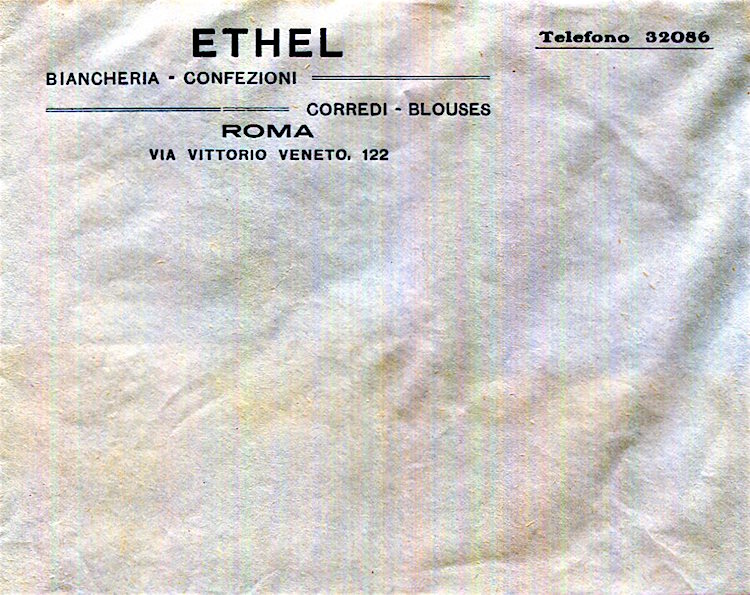 ETHEL
Telefono 32086
BIANCHERIA - CONFEZIONI
CORREDI - BLOUSES
ROMA
VIA VITTORIO VENETO, 122